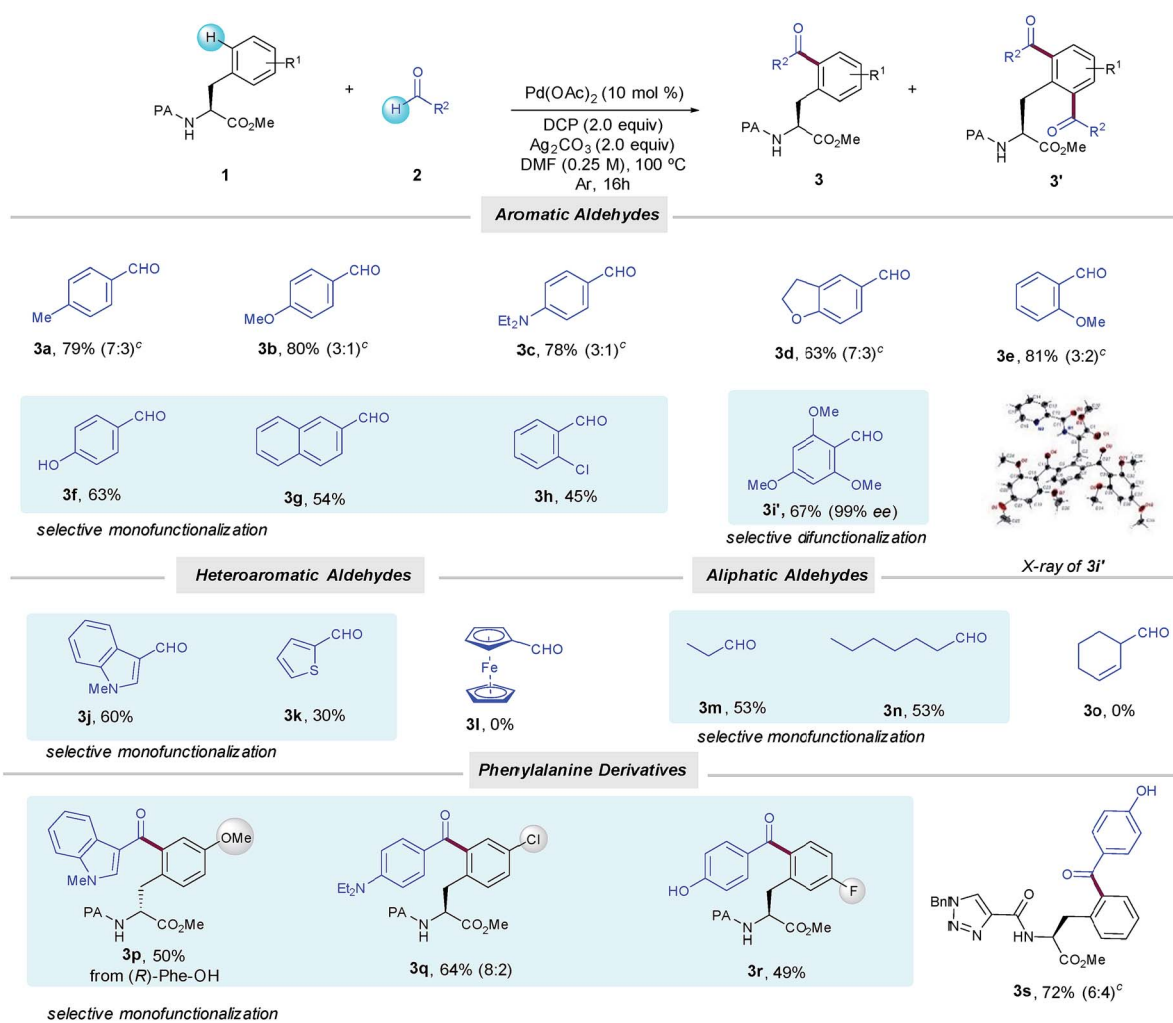 H
R¹
PA
N
H
CO₂Me
1
+
O
H
R²
2
Pd(OAc)₂ (10 mol %)
DCP (2.0 equiv)
Ag₂CO₃ (2.0 equiv)
DMF (0.25 M), 100 ºC
Ar, 16h
O
R²
R¹
PA
N
H
CO₂Me
3
+
O
R²
R¹
PA
N
H
O
R²
CO₂Me
3'
Aromatic Aldehydes
CHO
Me
3a, 79% (7:3)ᶜ
CHO
MeO
3b, 80% (3:1)ᶜ
CHO
Et₂N
3c, 78% (3:1)ᶜ
CHO
O
3d, 63% (7:3)ᶜ
CHO
OMe
3e, 81% (3:2)ᶜ
CHO
HO
3f, 63%
CHO
3g, 54%
CHO
Cl
3h, 45%
selective monofunctionalization
OMe
CHO
MeO
OMe
3i', 67% (99% ee)
selective difunctionalization
X-ray of 3i'
Heteroaromatic Aldehydes
Aliphatic Aldehydes
CHO
MeN
3j, 60%
CHO
S
3k, 30%
selective monofunctionalization
CHO
Fe
3l, 0%
CHO
3m, 53%
CHO
3n, 53%
selective monofunctionalization
CHO
3o, 0%
Phenylalanine Derivatives
O
OMe
MeN
PA
N
H
CO₂Me
3p, 50%
from (R)-Phe-OH
O
Cl
Et₂N
PA
N
H
CO₂Me
3q, 64% (8:2)
O
HO
F
PA
N
H
CO₂Me
3r, 49%
selective monofunctionalization
OH
O
BnN
N
N
O
HN
CO₂Me
3s, 72% (6:4)ᶜ